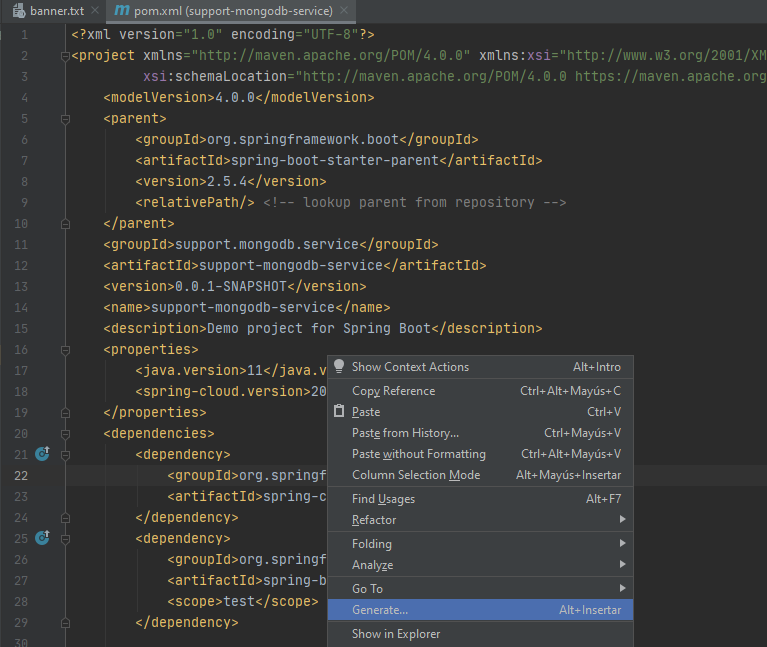 banner.txt
pom.xml (support-mongodb-service)
1 <?xml version="1.0" encoding="UTF-8"?>
2 <project xmlns="http://maven.apache.org/POM/4.0.0" xmlns:xsi="http://www.w3.org/2001/XM
3 xsi:schemaLocation="http://maven.apache.org/POM/4.0.0 https://maven.apache.org
4 <modelVersion>4.0.0</modelVersion>
5 <parent>
6 <groupId>org.springframework.boot</groupId>
7 <artifactId>spring-boot-starter-parent</artifactId>
8 <version>2.5.4</version>
9 <relativePath/> <!-- lookup parent from repository -->
10 </parent>
11 <groupId>support.mongodb.service</groupId>
12 <artifactId>support-mongodb-service</artifactId>
13 <version>0.0.1-SNAPSHOT</version>
14 <name>support-mongodb-service</name>
15 <description>Demo project for Spring Boot</description>
16 <properties>
17 <java.version>11</java.v
18 <spring-cloud.version>20
19 </properties>
20 <dependencies>
21 <dependency>
22 <groupId>org.springf
23 <artifactId>spring-c
24 </dependency>
25 <dependency>
26 <groupId>org.springf
27 <artifactId>spring-b
28 <scope>test</scope>
29 </dependency>
30
Show Context Actions Alt+Intro
Copy Reference Ctrl+Alt+Mayús+C
Paste Ctrl+V
Paste from History... Ctrl+Mayús+V
Paste without Formatting Ctrl+Alt+Mayús+V
Column Selection Mode Alt+Mayús+Insertar
Find Usages Alt+F7
Refactor
Folding
Analyze
Go To
Generate... Alt+Insertar
Show in Explorer